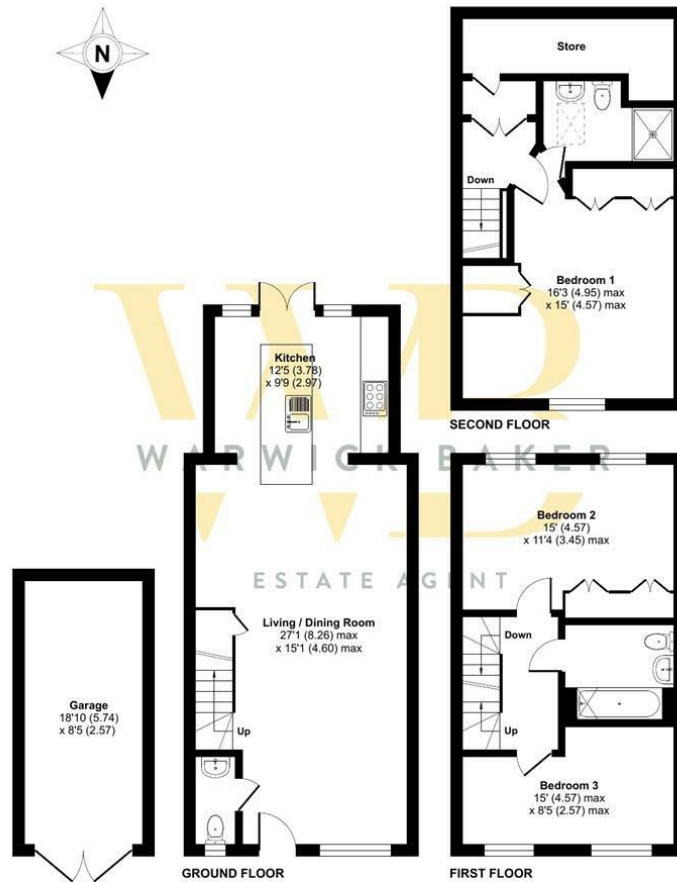 N
Store
Down
Bedroom 1
16'3 (4.95) max
x 15' (4.57) max
SECOND FLOOR
Kitchen
12'5 (3.78)
x 9'9 (2.97)
WARWICK BAKER
ESTATE AGENT
Bedroom 2
15' (4.57)
x 11'4 (3.45) max
Living / Dining Room
27'1 (8.26) max
x 15'1 (4.60) max
Down
Up
Garage
18'10 (5.74)
x 8'5 (2.57)
Up
Bedroom 3
15' (4.57) max
x 8'5 (2.57) max
GROUND FLOOR
FIRST FLOOR